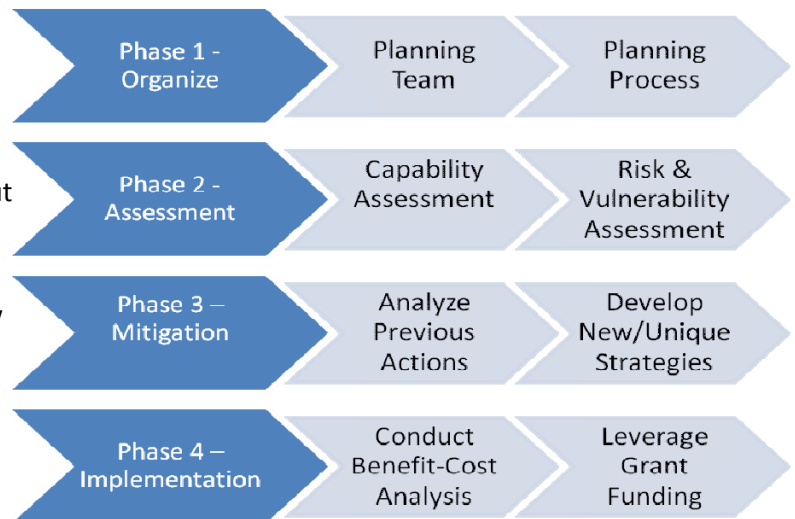 Phase 1 -
Organize
Planning
Team
Planning
Process
Phase 2 -
Assessment
Capability
Assessment
Risk &
Vulnerability
Assessment
Phase 3 –
Mitigation
Analyze
Previous
Actions
Develop
New/Unique
Strategies
Phase 4 –
Implementation
Conduct
Benefit-Cost
Analysis
Leverage
Grant
Funding